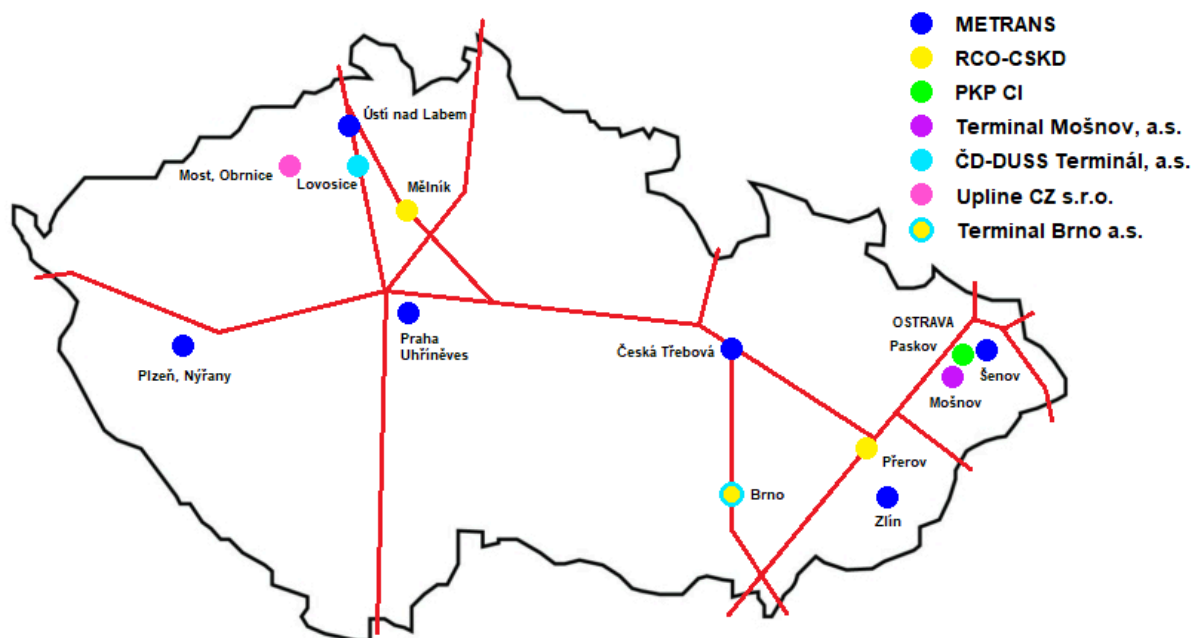 METRANS
RCO-CSKD
PKP CI
Terminal Mošnov, a.s.
ČD-DUSS Terminál, a.s.
Upline CZ s.r.o.
Terminal Brno a.s.
Ústí nad Labem
Most, Obrnice
Lovosice
Mělník
Praha
Uhříněves
Plzeň, Nýřany
Česká Třebová
OSTRAVA
Paskov
Šenov
Mošnov
Přerov
Brno
Zlín